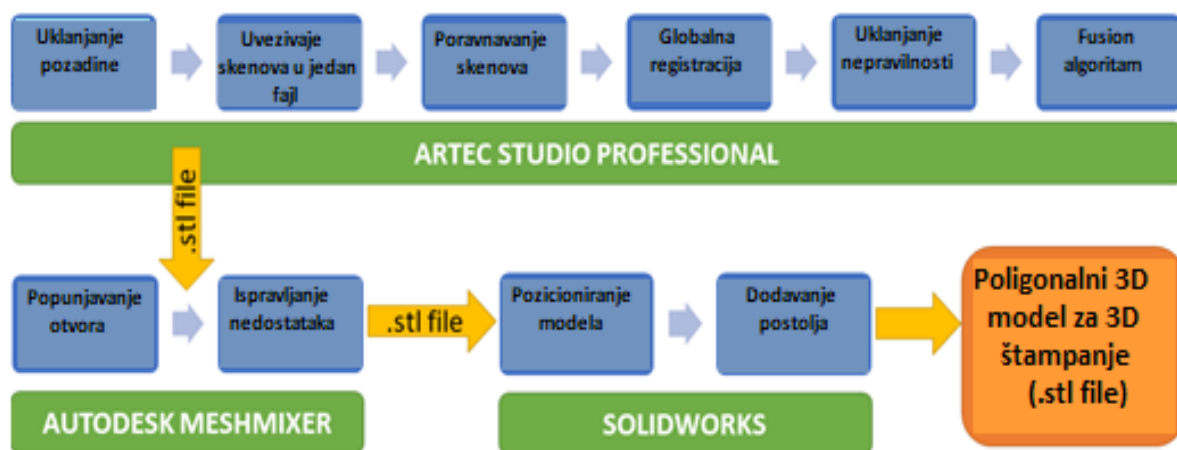 Uklanjanje
pozadine
Uvezivaje
skenova u jedan
fajl
Poravnavanje
skenova
Globalna
registracija
Uklanjanje
nepravilnosti
Fusion
algoritam
ARTEC STUDIO PROFESSIONAL
.stl file
Popunjavanje
otvora
Ispravljanje
nedostataka
.stl file
Pozicioniranje
modela
Dodavanje
postolja
Poligonalni 3D
model za 3D
štampanje
(.stl file)
AUTODESK MESHMIXER
SOLIDWORKS